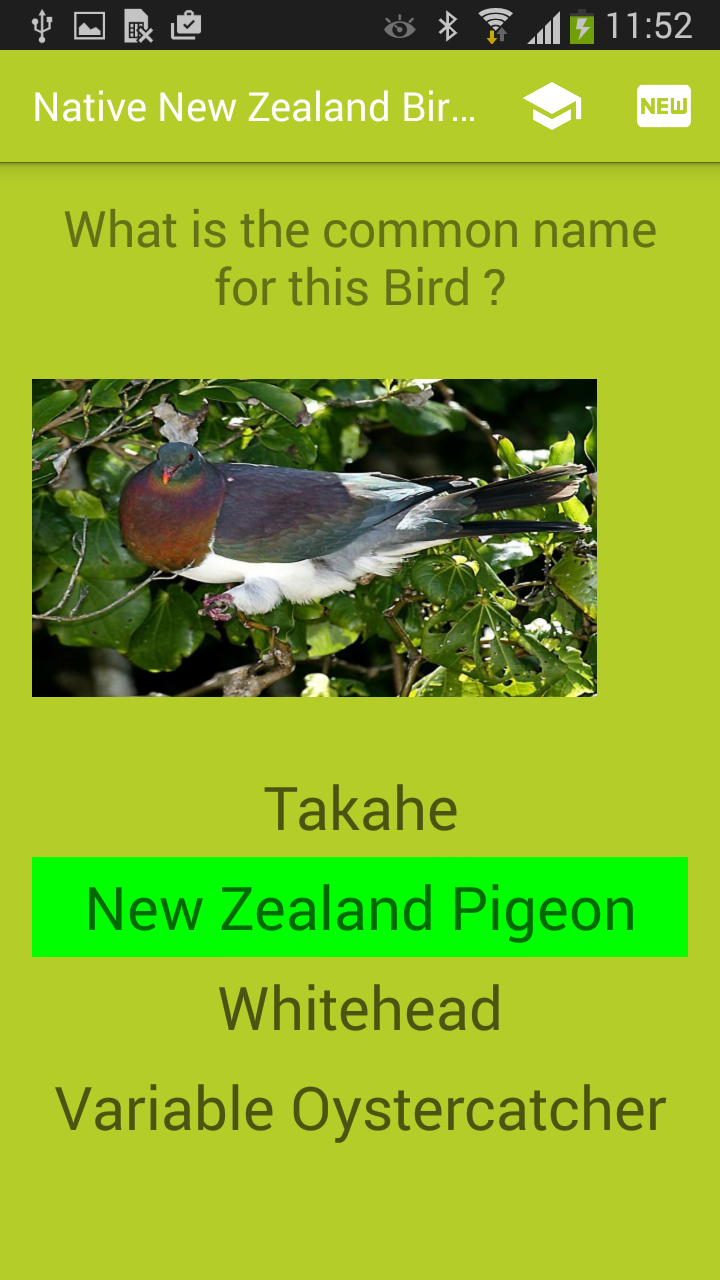 11:52
Native New Zealand Bir...
NEW
What is the common name
for this Bird ?
Takahe
New Zealand Pigeon
Whitehead
Variable Oystercatcher